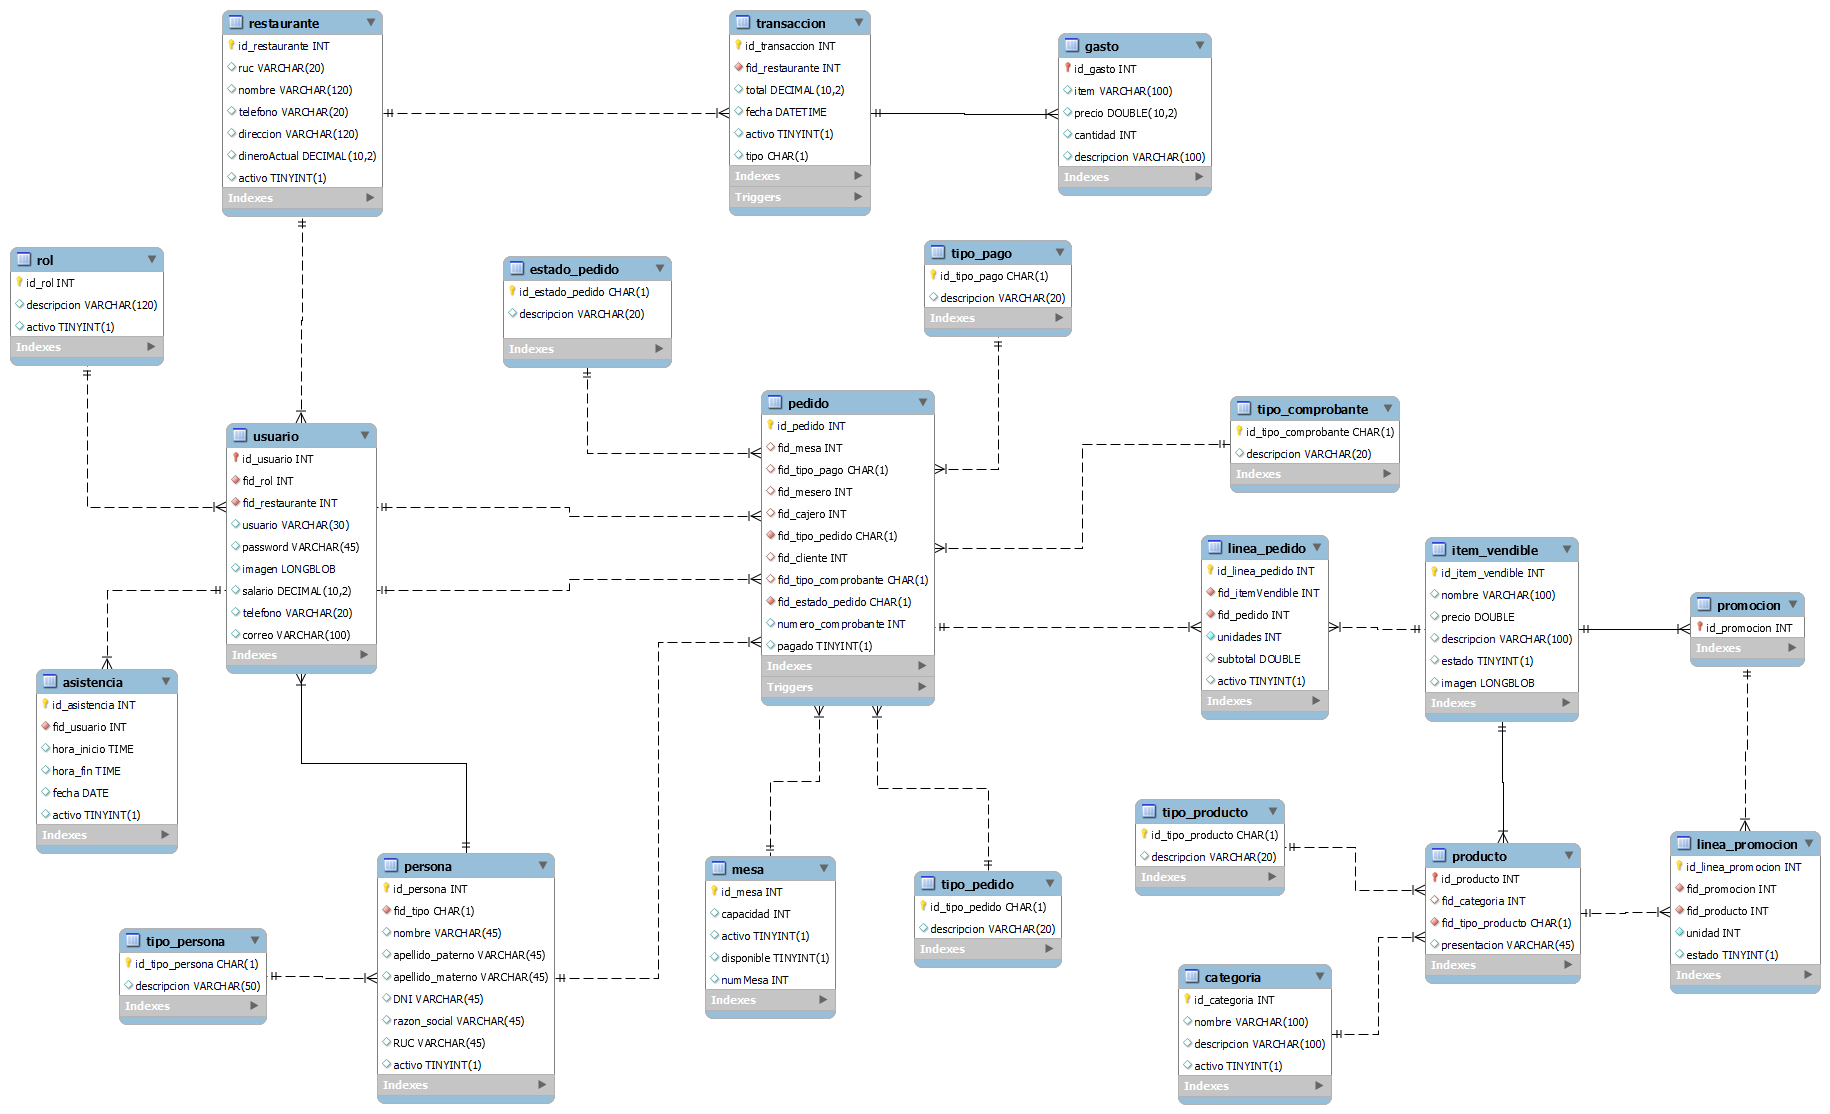 restaurante
id_restaurante INT
ruc VARCHAR(20)
nombre VARCHAR(120)
telefono VARCHAR(20)
direccion VARCHAR(120)
dineroActual DECIMAL(10,2)
activo TINYINT(1)
Indexes
transaccion
id_transaccion INT
fid_restaurante INT
total DECIMAL(10,2)
fecha DATETIME
activo TINYINT(1)
tipo CHAR(1)
Indexes
Triggers
gasto
id_gasto INT
item VARCHAR(100)
precio DOUBLE(10,2)
cantidad INT
descripcion VARCHAR(100)
Indexes
rol
id_rol INT
descripcion VARCHAR(120)
activo TINYINT(1)
Indexes
estado_pedido
id_estado_pedido CHAR(1)
descripcion VARCHAR(20)
Indexes
tipo_pago
id_tipo_pago CHAR(1)
descripcion VARCHAR(20)
Indexes
usuario
id_usuario INT
fid_rol INT
fid_restaurante INT
usuario VARCHAR(30)
password VARCHAR(45)
imagen LONGBLOB
salario DECIMAL(10,2)
telefono VARCHAR(20)
correo VARCHAR(100)
Indexes
pedido
id_pedido INT
fid_mesa INT
fid_tipo_pago CHAR(1)
fid_mesero INT
fid_cajero INT
fid_tipo_pedido CHAR(1)
fid_cliente INT
fid_tipo_comprobante CHAR(1)
fid_estado_pedido CHAR(1)
numero_comprobante INT
pagado TINYINT(1)
Indexes
Triggers
tipo_comprobante
id_tipo_comprobante CHAR(1)
descripcion VARCHAR(20)
Indexes
linea_pedido
id_linea_pedido INT
fid_itemVendible INT
fid_pedido INT
unidades INT
subtotal DOUBLE
activo TINYINT(1)
Indexes
item_vendible
id_item_vendible INT
nombre VARCHAR(100)
precio DOUBLE
descripcion VARCHAR(100)
estado TINYINT(1)
imagen LONGBLOB
Indexes
promocion
id_promocion INT
Indexes
asistencia
id_asistencia INT
fid_usuario INT
hora_inicio TIME
hora_fin TIME
fecha DATE
activo TINYINT(1)
Indexes
persona
id_persona INT
fid_tipo CHAR(1)
nombre VARCHAR(45)
apellido_paterno VARCHAR(45)
apellido_materno VARCHAR(45)
DNI VARCHAR(45)
razon_social VARCHAR(45)
RUC VARCHAR(45)
activo TINYINT(1)
Indexes
tipo_persona
id_tipo_persona CHAR(1)
descripcion VARCHAR(50)
Indexes
mesa
id_mesa INT
capacidad INT
activo TINYINT(1)
disponible TINYINT(1)
numMesa INT
Indexes
tipo_pedido
id_tipo_pedido CHAR(1)
descripcion VARCHAR(20)
Indexes
tipo_producto
id_tipo_producto CHAR(1)
descripcion VARCHAR(20)
Indexes
producto
id_producto INT
fid_categoria INT
fid_tipo_producto CHAR(1)
presentacion VARCHAR(45)
Indexes
linea_promocion
id_linea_promocion INT
fid_promocion INT
fid_producto INT
unidad INT
estado TINYINT(1)
Indexes
categoria
id_categoria INT
nombre VARCHAR(100)
descripcion VARCHAR(100)
activo TINYINT(1)
Indexes